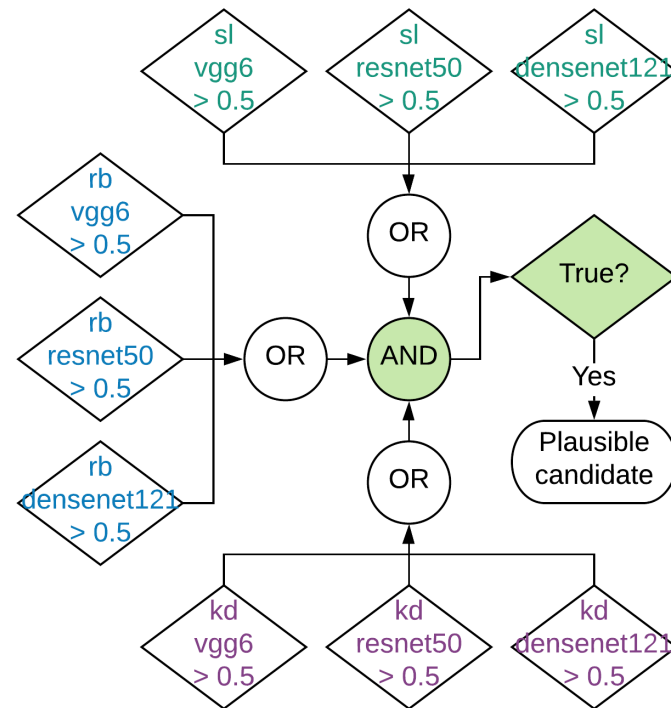 sl
vgg6
> 0.5
sl
resnet50
> 0.5
sl
densenet121
> 0.5
rb
vgg6
> 0.5
OR
True?
rb
resnet50
> 0.5
OR
AND
Yes
rb
densenet121
> 0.5
OR
Plausible
candidate
kd
vgg6
> 0.5
kd
resnet50
> 0.5
kd
densenet121
> 0.5